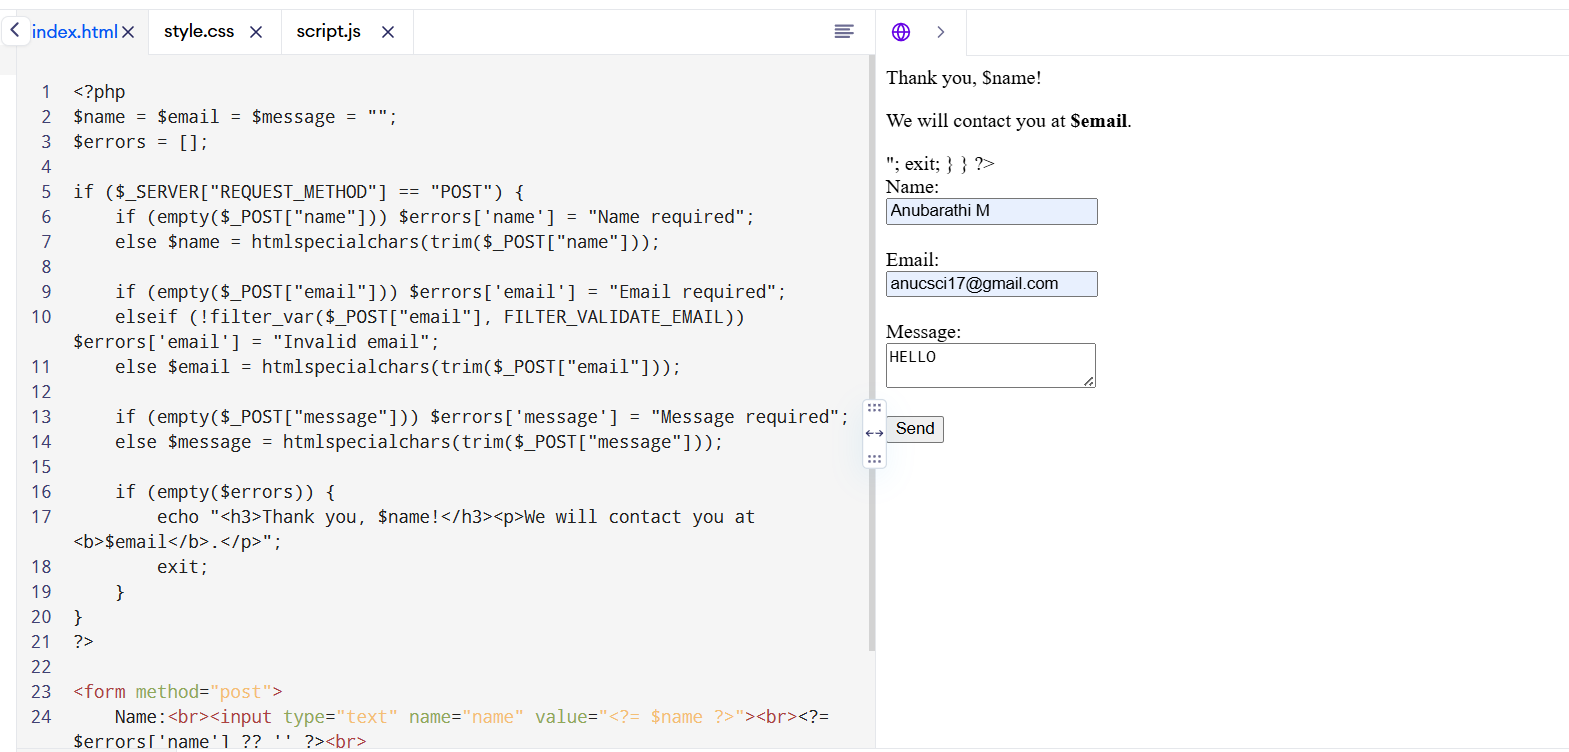 index.html
style.css
script.js
1 <?php
2 $name = $email = $message = "";
3 $errors = [];
4
5 if ($_SERVER["REQUEST_METHOD"] == "POST") {
6 if (empty($_POST["name"])) $errors['name'] = "Name required";
7 else $name = htmlspecialchars(trim($_POST["name"]));
8
9 if (empty($_POST["email"])) $errors['email'] = "Email required";
10 elseif (!filter_var($_POST["email"], FILTER_VALIDATE_EMAIL))
$errors['email'] = "Invalid email";
11 else $email = htmlspecialchars(trim($_POST["email"]));
12
13 if (empty($_POST["message"])) $errors['message'] = "Message required";
14 else $message = htmlspecialchars(trim($_POST["message"]));
15
16 if (empty($errors)) {
17 echo "<h3>Thank you, $name!</h3><p>We will contact you at
<b>$email</b>.</p>";
18 exit;
19 }
20 }
21 ?>
22
23 <form method="post">
24 Name:<br><input type="text" name="name" value="<?= $name ?>"><br><?=
$errors['name'] ?? '' ?><br>
Thank you, $name!
We will contact you at $email.
"; exit; } } ?>
Name:
Anubarathi M
Email:
anucsci17@gmail.com
Message:
HELLO
Send